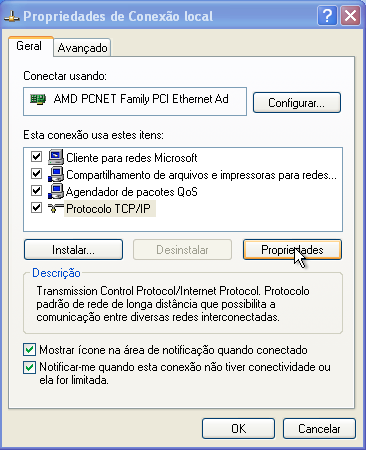 Propriedades de Conexão local
Geral
Avançado
Conectar usando:
AMD PCNET Family PCI Ethernet Ad
Configurar...
Esta conexão usa estes itens:
Cliente para redes Microsoft
Compartilhamento de arquivos e impressoras para redes...
Agendador de pacotes QoS
Protocolo TCP/IP
Instalar...
Desinstalar
Propriedades
Descrição
Transmission Control Protocol/Internet Protocol. Protocolo
padrão de rede de longa distância que possibilita a
comunicação entre diversas redes interconectadas.
Mostrar ícone na área de notificação quando conectado
Notificar-me quando esta conexão não tiver conectividade ou
ela for limitada.
OK
Cancelar